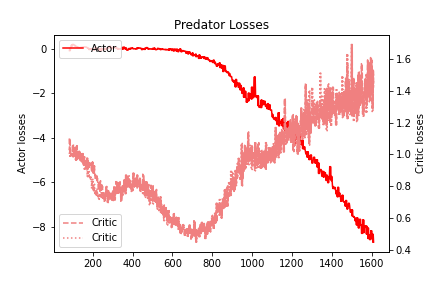 Predator Losses
Actor
Critic
Critic
Actor losses
0
−2
−4
−6
−8
Critic losses
1.6
1.4
1.2
1.0
0.8
0.6
0.4
200 400 600 800 1000 1200 1400 1600